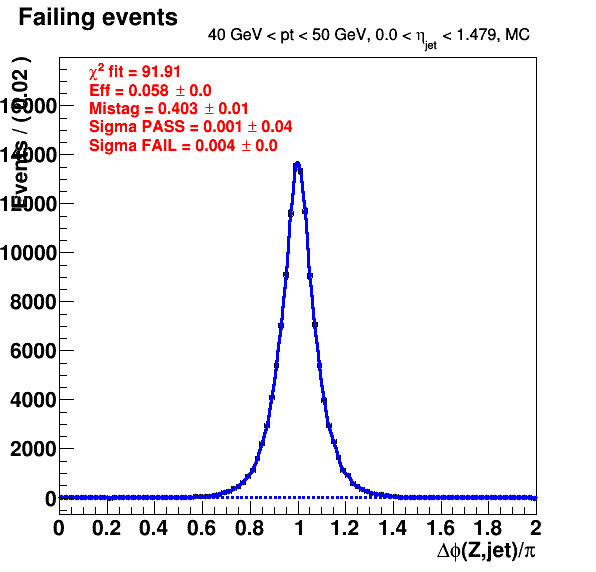 Failing events
40 GeV < pt < 50 GeV, 0.0 < η_jet < 1.479, MC
χ² fit = 91.91
Eff = 0.058 ± 0.0
Mistag = 0.403 ± 0.01
Sigma PASS = 0.001 ± 0.04
Sigma FAIL = 0.004 ± 0.0
Events / ( 0.02 )
16000
14000
12000
10000
8000
6000
4000
2000
0
0 0.2 0.4 0.6 0.8 1 1.2 1.4 1.6 1.8 2
Δϕ(Z,jet)/π